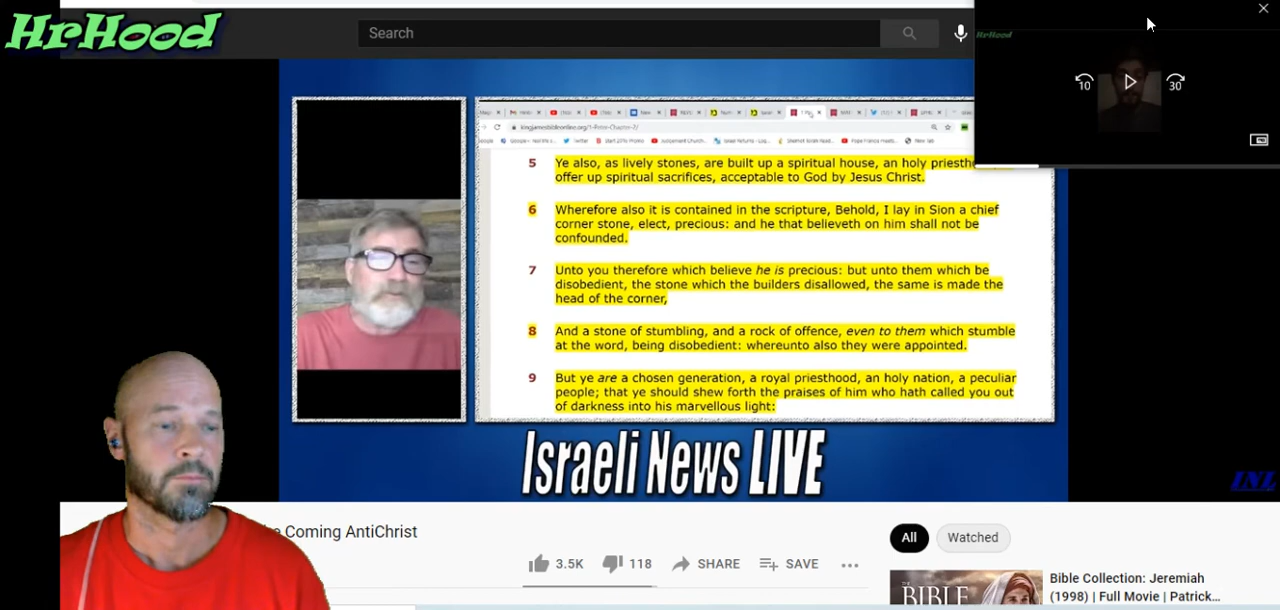 HrHood
Search
HrHood
10
30
kingjamesbibleonline.org/1-Peter-Chapter-2/
5 Ye also, as lively stones, are built up a spiritual house, an holy
offer up spiritual sacrifices, acceptable to God by Jesus Christ.
6 Wherefore also it is contained in the scripture, Behold, I lay in Sion a chief
corner stone, elect, precious: and he that believeth on him shall not be
confounded.
7 Unto you therefore which believe he is precious: but unto them which be
disobedient, the stone which the builders disallowed, the same is made the
head of the corner,
8 And a stone of stumbling, and a rock of offence, even to them which stumble
at the word, being disobedient: whereunto also they were appointed.
9 But ye are a chosen generation, a royal priesthood, an holy nation, a peculiar
people; that ye should shew forth the praises of him who hath called you out
of darkness into his marvellous light:
Israeli News LIVE
INL
Coming AntiChrist
3.5K 118 SHARE SAVE
All Watched
BIBLE
Bible Collection: Jeremiah
(1998) | Full Movie | Patrick...